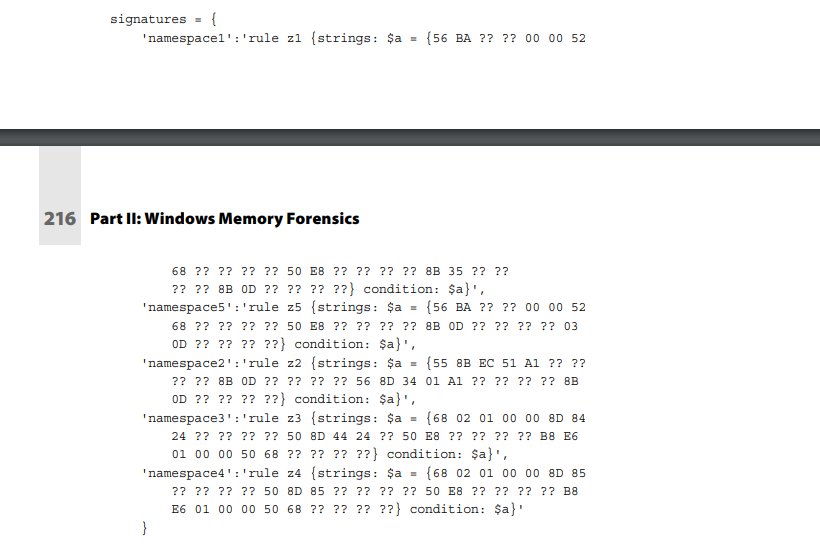 signatures = {
'namespace1':'rule z1 {strings: $a = {56 BA ?? ?? 00 00 52
216 Part II: Windows Memory Forensics
68 ?? ?? ?? ?? 50 E8 ?? ?? ?? ?? 8B 35 ?? ??
?? ?? 8B 0D ?? ?? ?? ??} condition: $a}',
'namespace5':'rule z5 {strings: $a = {56 BA ?? ?? 00 00 52
68 ?? ?? ?? ?? 50 E8 ?? ?? ?? ?? 8B 0D ?? ?? ?? ?? 03
0D ?? ?? ?? ??} condition: $a}',
'namespace2':'rule z2 {strings: $a = {55 8B EC 51 A1 ?? ??
?? ?? 8B 0D ?? ?? ?? ?? 56 8D 34 01 A1 ?? ?? ?? ?? 8B
0D ?? ?? ?? ??} condition: $a}',
'namespace3':'rule z3 {strings: $a = {68 02 01 00 00 8D 84
24 ?? ?? ?? ?? 50 8D 44 24 ?? 50 E8 ?? ?? ?? ?? B8 E6
01 00 00 50 68 ?? ?? ?? ??} condition: $a}',
'namespace4':'rule z4 {strings: $a = {68 02 01 00 00 8D 85
?? ?? ?? ?? 50 8D 85 ?? ?? ?? ?? 50 E8 ?? ?? ?? ?? B8
E6 01 00 00 50 68 ?? ?? ?? ??} condition: $a}'
}